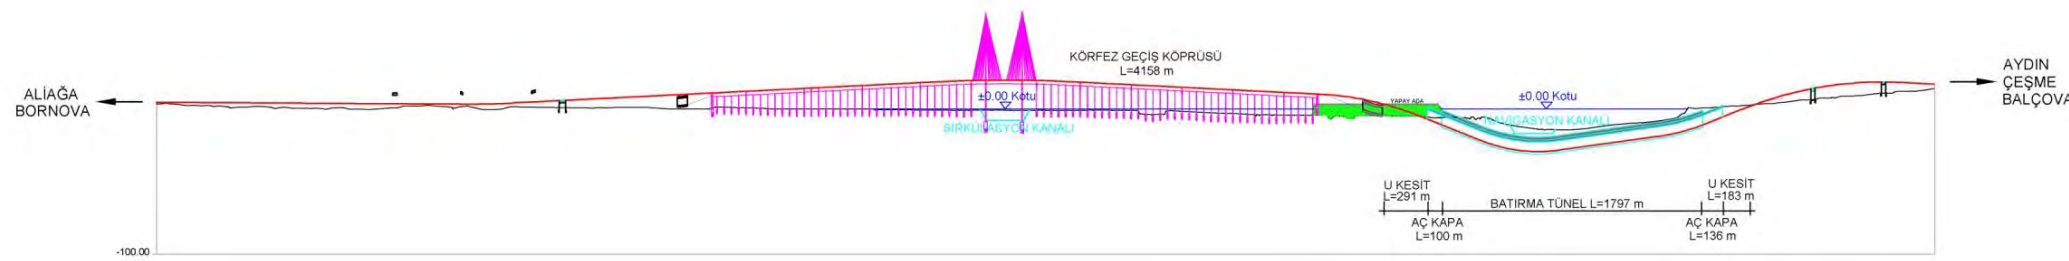 KÖRFEZ GEÇİŞ KÖPRÜSÜ
L=4158 m
ALİAĞA
BORNOVA
AYDIN
ÇEŞME
BALÇOVA
±0.00 Kotu
±0.00 Kotu
YAPAY ADA
SİRKÜLASYON KANALI
NAVİGASYON KANALI
U KESİT
L=291 m
BATIRMA TÜNEL L=1797 m
U KESİT
L=183 m
AÇ KAPA
L=100 m
AÇ KAPA
L=136 m
-100.00